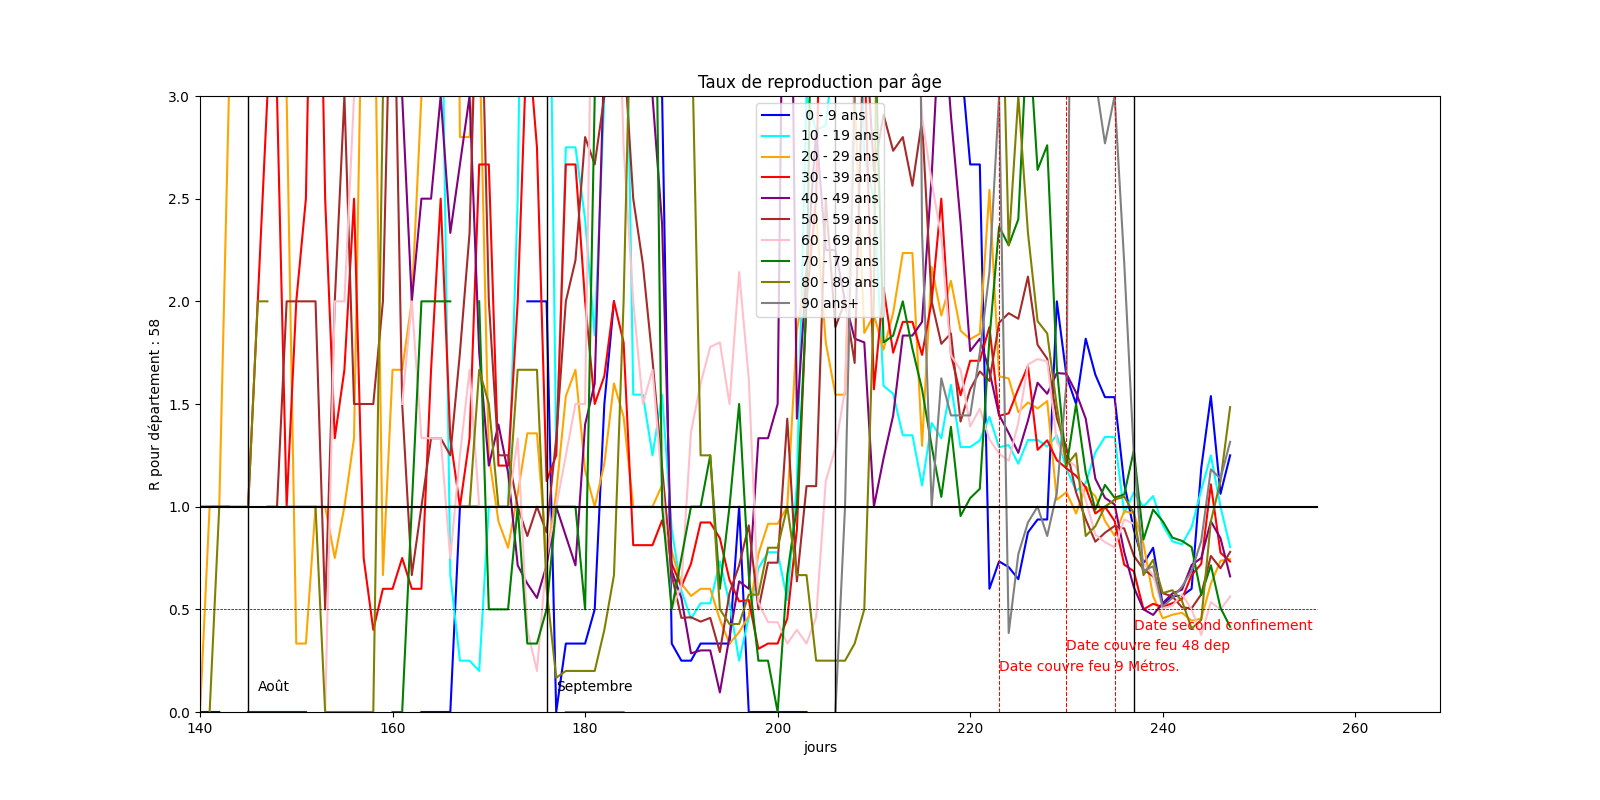 Taux de reproduction par âge
R pour département : 58
3.0
2.5
2.0
1.5
1.0
0.5
0.0
0 - 9 ans
10 - 19 ans
20 - 29 ans
30 - 39 ans
40 - 49 ans
50 - 59 ans
60 - 69 ans
70 - 79 ans
80 - 89 ans
90 ans+
Date second confinement
Date couvre feu 48 dep
Date couvre feu 9 Métros.
Août
Septembre
140 160 180 200 220 240 260
jours